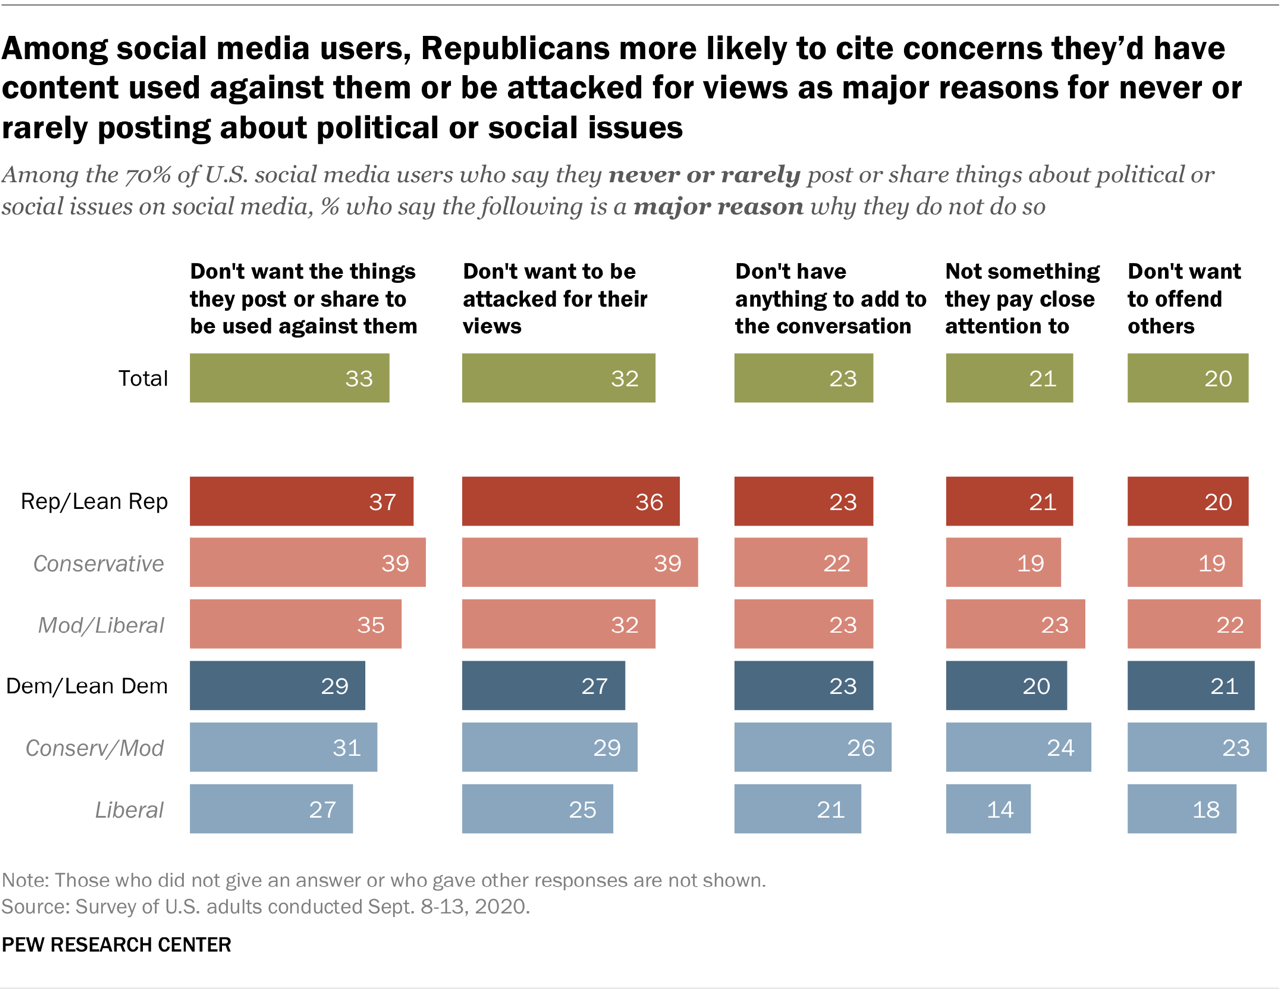 Among social media users, Republicans more likely to cite concerns they’d have
content used against them or be attacked for views as major reasons for never or
rarely posting about political or social issues
Among the 70% of U.S. social media users who say they never or rarely post or share things about political or
social issues on social media, % who say the following is a major reason why they do not do so
Don't want the things
they post or share to
be used against them
Don't want to be
attacked for their
views
Don't have
anything to add to
the conversation
Not something
they pay close
attention to
Don't want
to offend
others
Total 33 32 23 21 20
Rep/Lean Rep 37 36 23 21 20
Conservative 39 39 22 19 19
Mod/Liberal 35 32 23 23 22
Dem/Lean Dem 29 27 23 20 21
Conserv/Mod 31 29 26 24 23
Liberal 27 25 21 14 18
Note: Those who did not give an answer or who gave other responses are not shown.
Source: Survey of U.S. adults conducted Sept. 8-13, 2020.
PEW RESEARCH CENTER